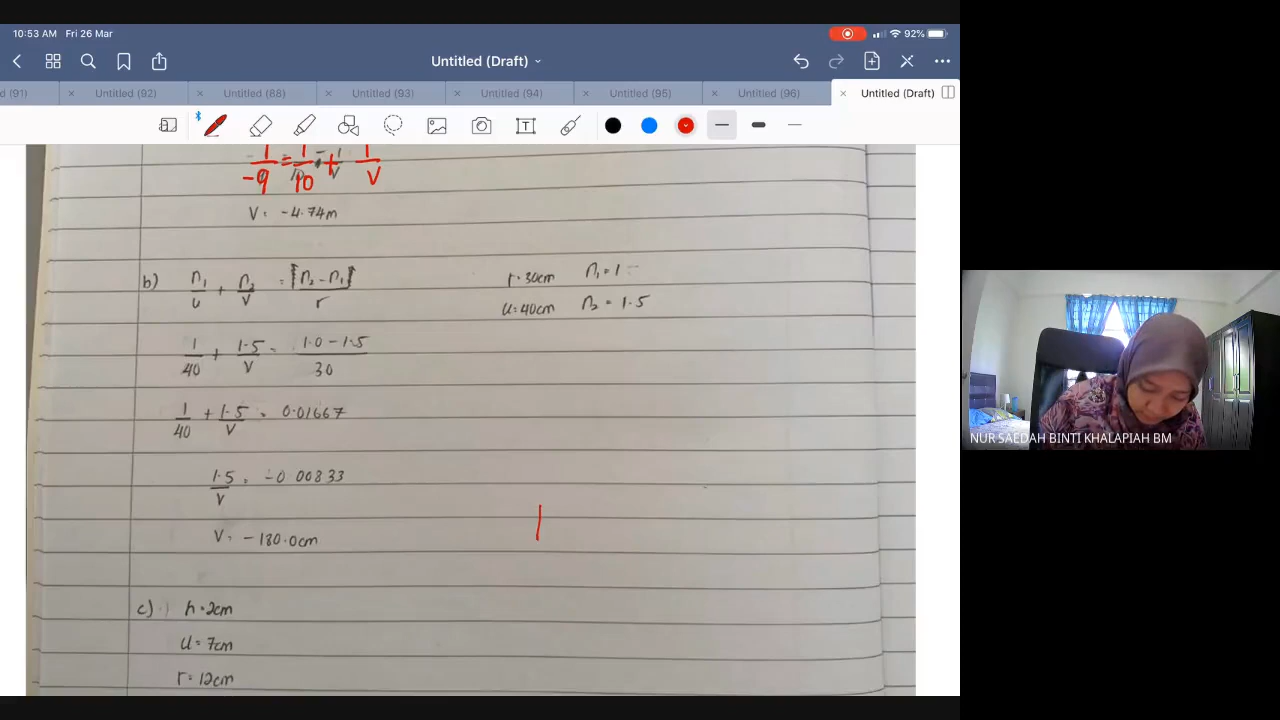 10:53 AM Fri 26 Mar
92%
Untitled (Draft)
d (91) Untitled (92) Untitled (88) Untitled (93) Untitled (94) Untitled (95) Untitled (96) Untitled (Draft)
1/-9 = 1/10 + 1/V
V = -4.74m
b) n₁/u + n₂/V = [n₂ - n₁]/r
r = 30cm n₁ = 1
u = 40cm n₂ = 1.5
1/40 + 1.5/V = 1.0 - 1.5/30
1/40 + 1.5/V = 0.01667
1.5/V = -0.00833
V = -180.0cm
c) h = 2cm
u = 7cm
r = 12cm
NUR SAEDAH BINTI KHALAPIAH BM